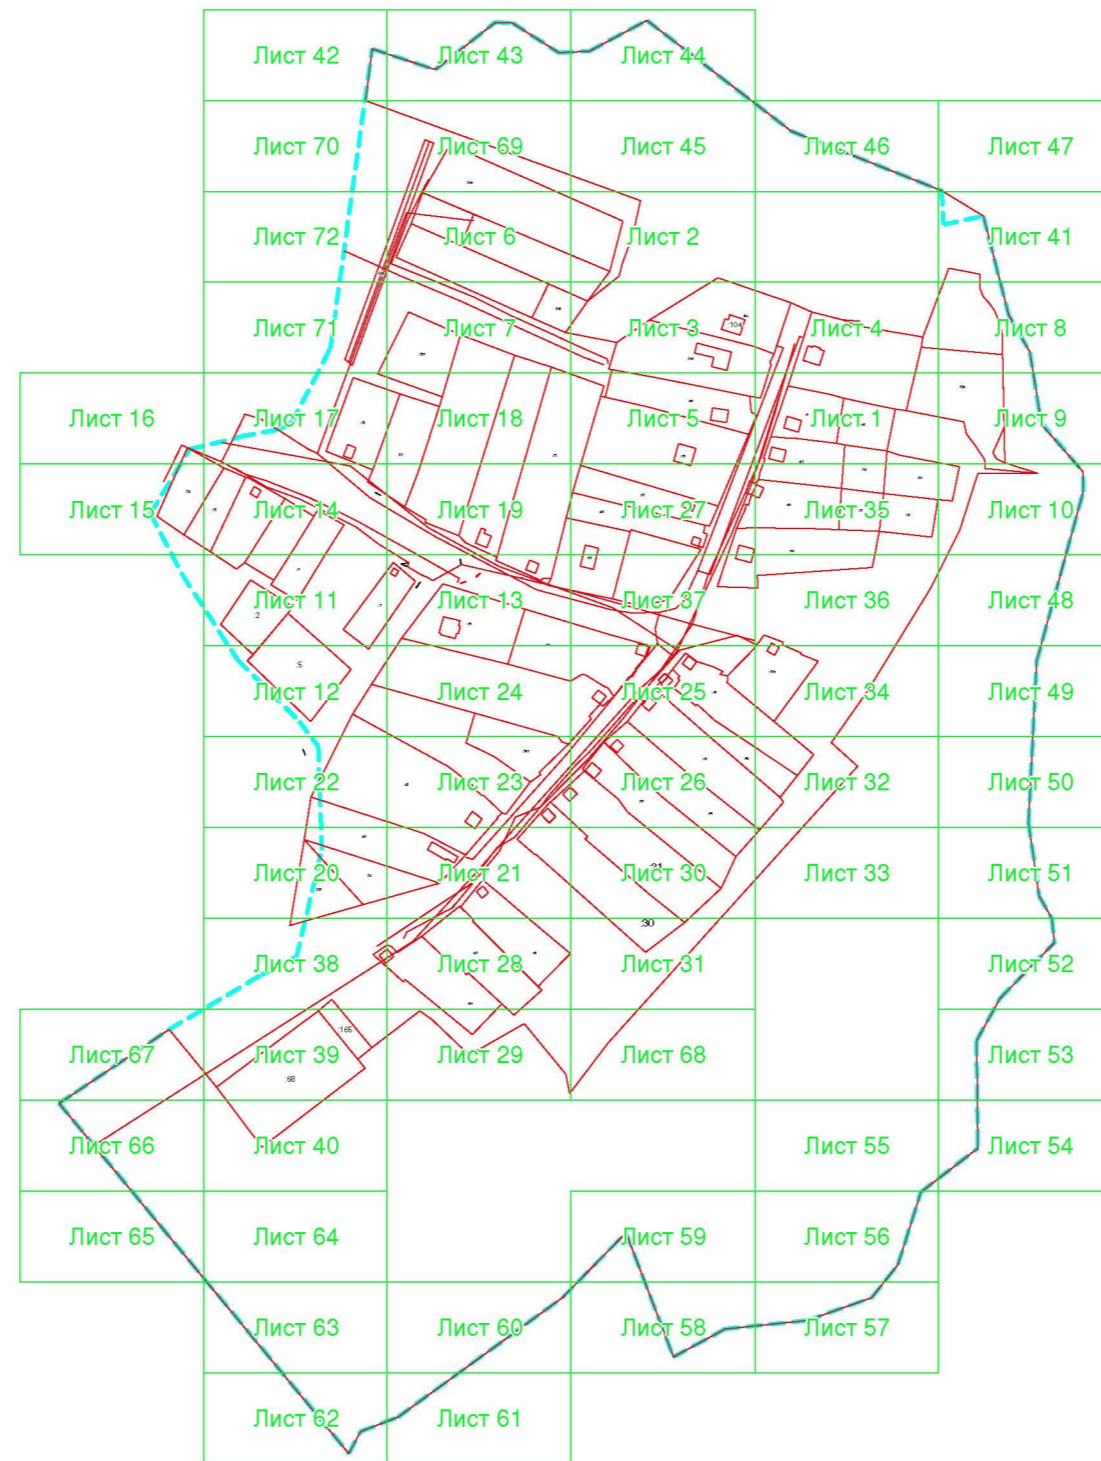 Лист 42 Лист 43 Лист 44
Лист 70 Лист 69 Лист 45 Лист 46 Лист 47
Лист 72 Лист 6 Лист 2 Лист 41
Лист 71 Лист 7 Лист 3 :104 Лист 4 Лист 8
Лист 16 Лист 17 Лист 18 Лист 5 Лист 1 Лист 9
Лист 15 Лист 14 Лист 19 Лист 27 Лист 35 Лист 10
Лист 11 Лист 13 Лист 37 Лист 36 Лист 48
:5
Лист 12 Лист 24 Лист 25 Лист 34 Лист 49
Лист 22 Лист 23 Лист 26 Лист 32 Лист 50
Лист 20 Лист 21 Лист 30 Лист 33 Лист 51
:30
Лист 38 Лист 28 Лист 31 Лист 52
:165
Лист 67 Лист 39 Лист 29 Лист 68 Лист 53
:68
Лист 66 Лист 40 Лист 55 Лист 54
Лист 65 Лист 64 Лист 59 Лист 56
Лист 63 Лист 60 Лист 58 Лист 57
Лист 62 Лист 61